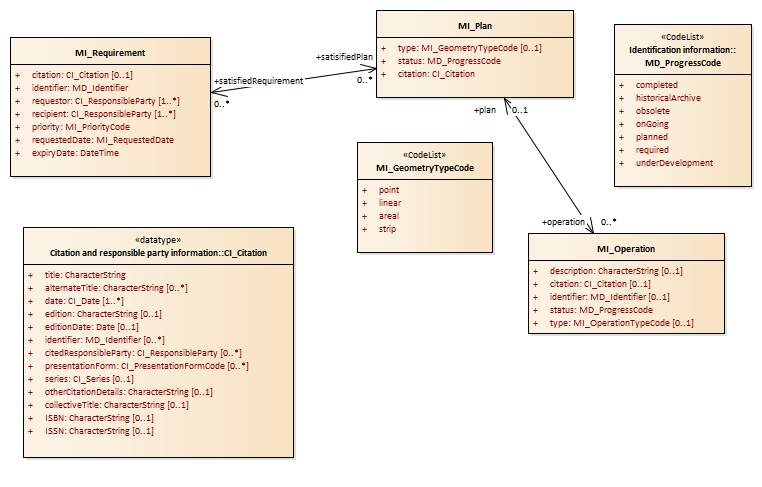 MI_Requirement
+ citation: CI_Citation [0..1]
+ identifier: MD_Identifier
+ requestor: CI_ResponsibleParty [1..*]
+ recipient: CI_ResponsibleParty [1..*]
+ priority: MI_PriorityCode
+ requestedDate: MI_RequestedDate
+ expiryDate: DateTime
+satisifiedPlan
0..*
+satisfiedRequirement
0..*
MI_Plan
+ type: MI_GeometryTypeCode [0..1]
+ status: MD_ProgressCode
+ citation: CI_Citation
+plan
0..1
+operation
0..*
«CodeList»
Identification information::
MD_ProgressCode
+ completed
+ historicalArchive
+ obsolete
+ onGoing
+ planned
+ required
+ underDevelopment
«CodeList»
MI_GeometryTypeCode
+ point
+ linear
+ areal
+ strip
«datatype»
Citation and responsible party information::CI_Citation
+ title: CharacterString
+ alternateTitle: CharacterString [0..*]
+ date: CI_Date [1..*]
+ edition: CharacterString [0..1]
+ editionDate: Date [0..1]
+ identifier: MD_Identifier [0..*]
+ citedResponsibleParty: CI_ResponsibleParty [0..*]
+ presentationForm: CI_PresentationFormCode [0..*]
+ series: CI_Series [0..1]
+ otherCitationDetails: CharacterString [0..1]
+ collectiveTitle: CharacterString [0..1]
+ ISBN: CharacterString [0..1]
+ ISSN: CharacterString [0..1]
MI_Operation
+ description: CharacterString [0..1]
+ citation: CI_Citation [0..1]
+ identifier: MD_Identifier [0..1]
+ status: MD_ProgressCode
+ type: MI_OperationTypeCode [0..1]